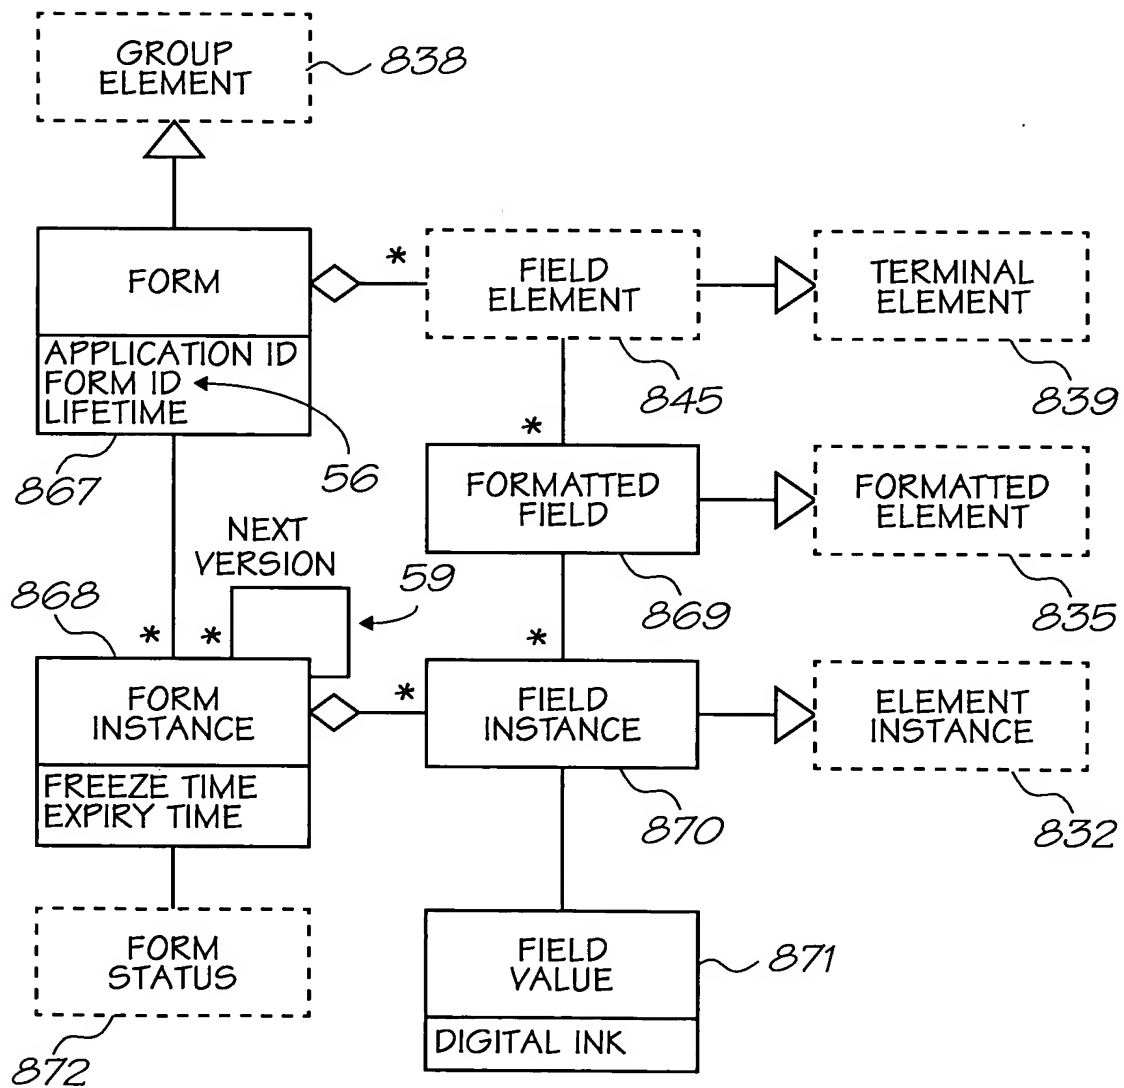 GROUP
ELEMENT
838
FORM
*
FIELD
ELEMENT
TERMINAL
ELEMENT
APPLICATION ID
FORM ID
LIFETIME
845
839
*
867
56
FORMATTED
FIELD
FORMATTED
ELEMENT
NEXT
VERSION
59
868
869
835
*
*
*
FORM
INSTANCE
*
FIELD
INSTANCE
ELEMENT
INSTANCE
FREEZE TIME
EXPIRY TIME
870
832
FORM
STATUS
FIELD
VALUE
871
872
DIGITAL INK